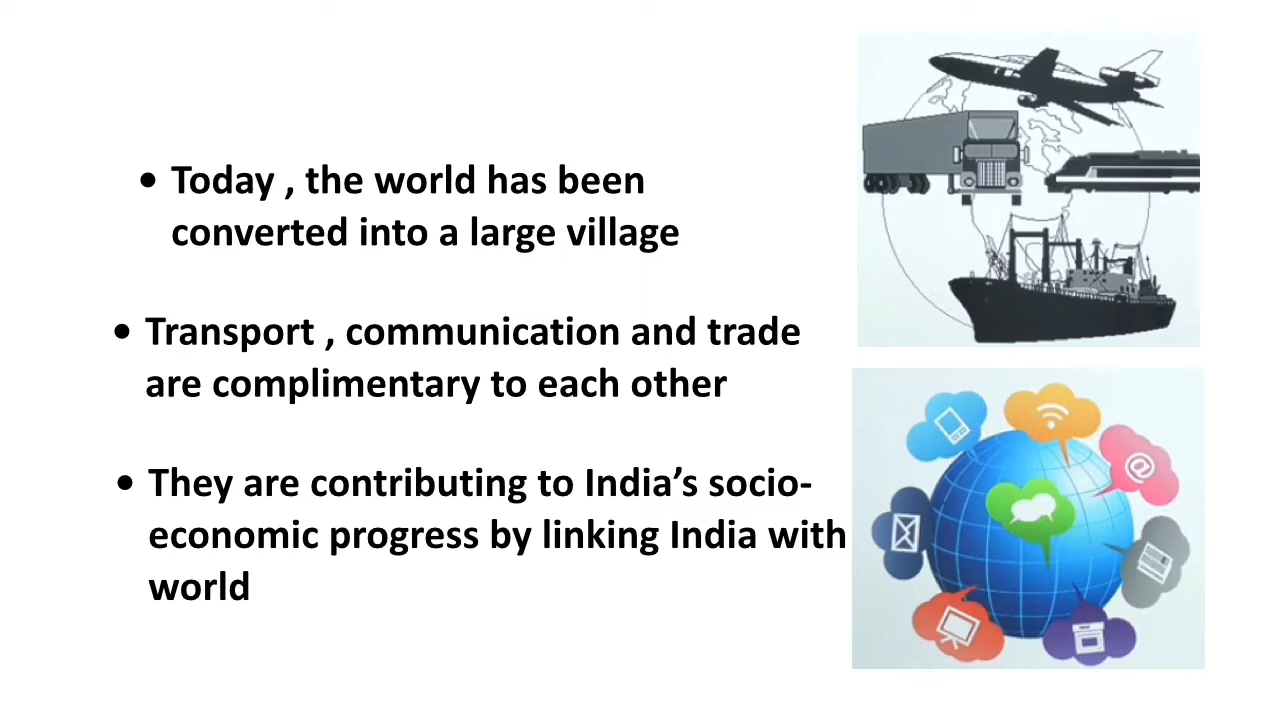 • Today , the world has been
converted into a large village
• Transport , communication and trade
are complimentary to each other
• They are contributing to India’s socio-
economic progress by linking India with
world
@